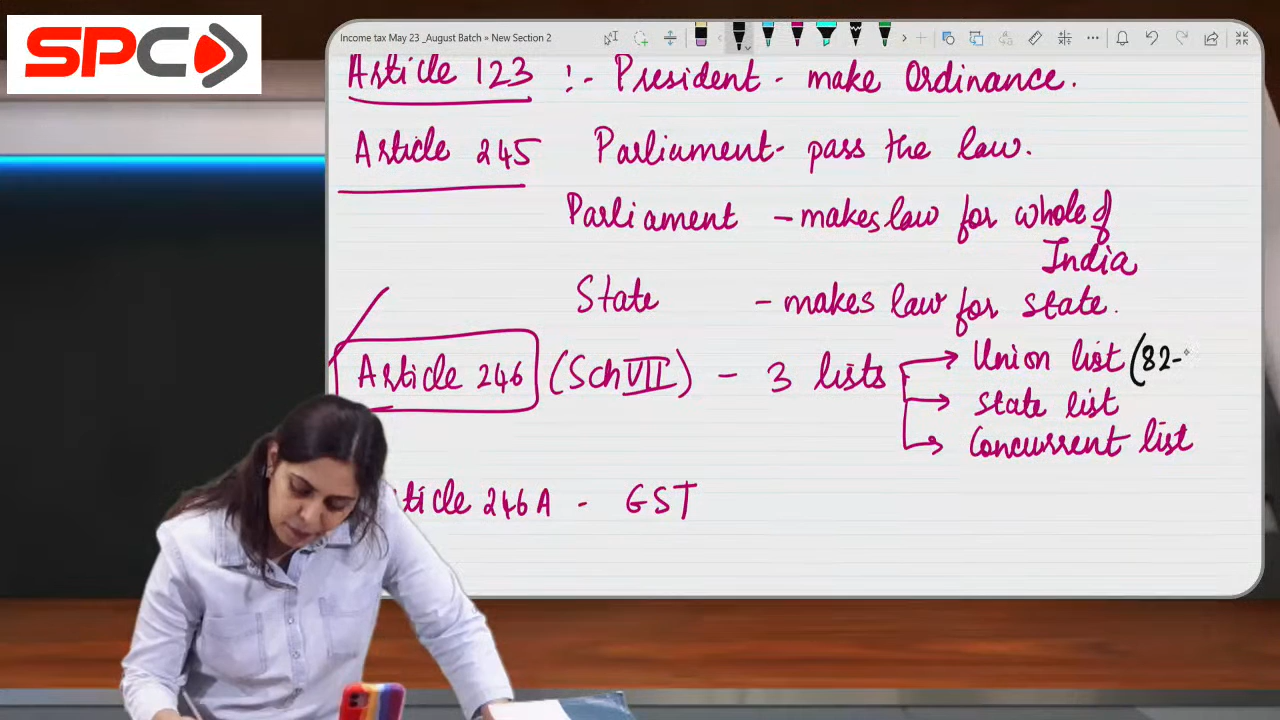 SPC
Income tax May 23 _August Batch » New Section 2
Article 123 :- President - make Ordinance.
Article 245 Parliament - pass the law.
Parliament - makes law for whole of
India
State - makes law for state.
Article 246 (Sch VII) - 3 lists
Union list (82-
State list
Concurrent list
ticle 246A - GST